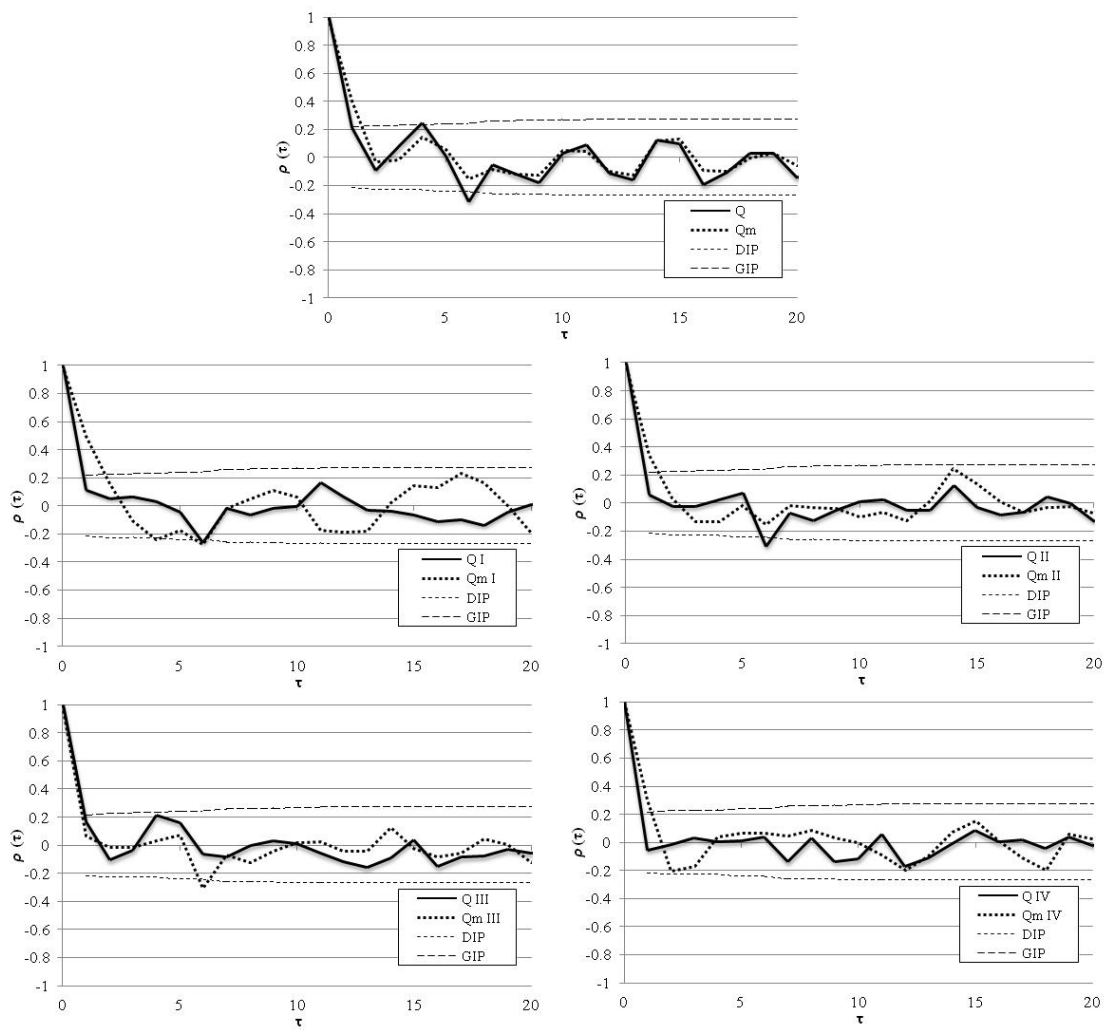 1
0.8
0.6
0.4
0.2
0
-0.2
-0.4
-0.6
-0.8
-1
ρ (τ)
0 5 10 15 20
τ
Q
Qm
DIP
GIP
1
0.8
0.6
0.4
0.2
0
-0.2
-0.4
-0.6
-0.8
-1
ρ (τ)
0 5 10 15 20
τ
Q I
Qm I
DIP
GIP
1
0.8
0.6
0.4
0.2
0
-0.2
-0.4
-0.6
-0.8
-1
ρ (τ)
0 5 10 15 20
τ
Q II
Qm II
DIP
GIP
1
0.8
0.6
0.4
0.2
0
-0.2
-0.4
-0.6
-0.8
-1
ρ (τ)
0 5 10 15 20
τ
Q III
Qm III
DIP
GIP
1
0.8
0.6
0.4
0.2
0
-0.2
-0.4
-0.6
-0.8
-1
ρ (τ)
0 5 10 15 20
τ
Q IV
Qm IV
DIP
GIP